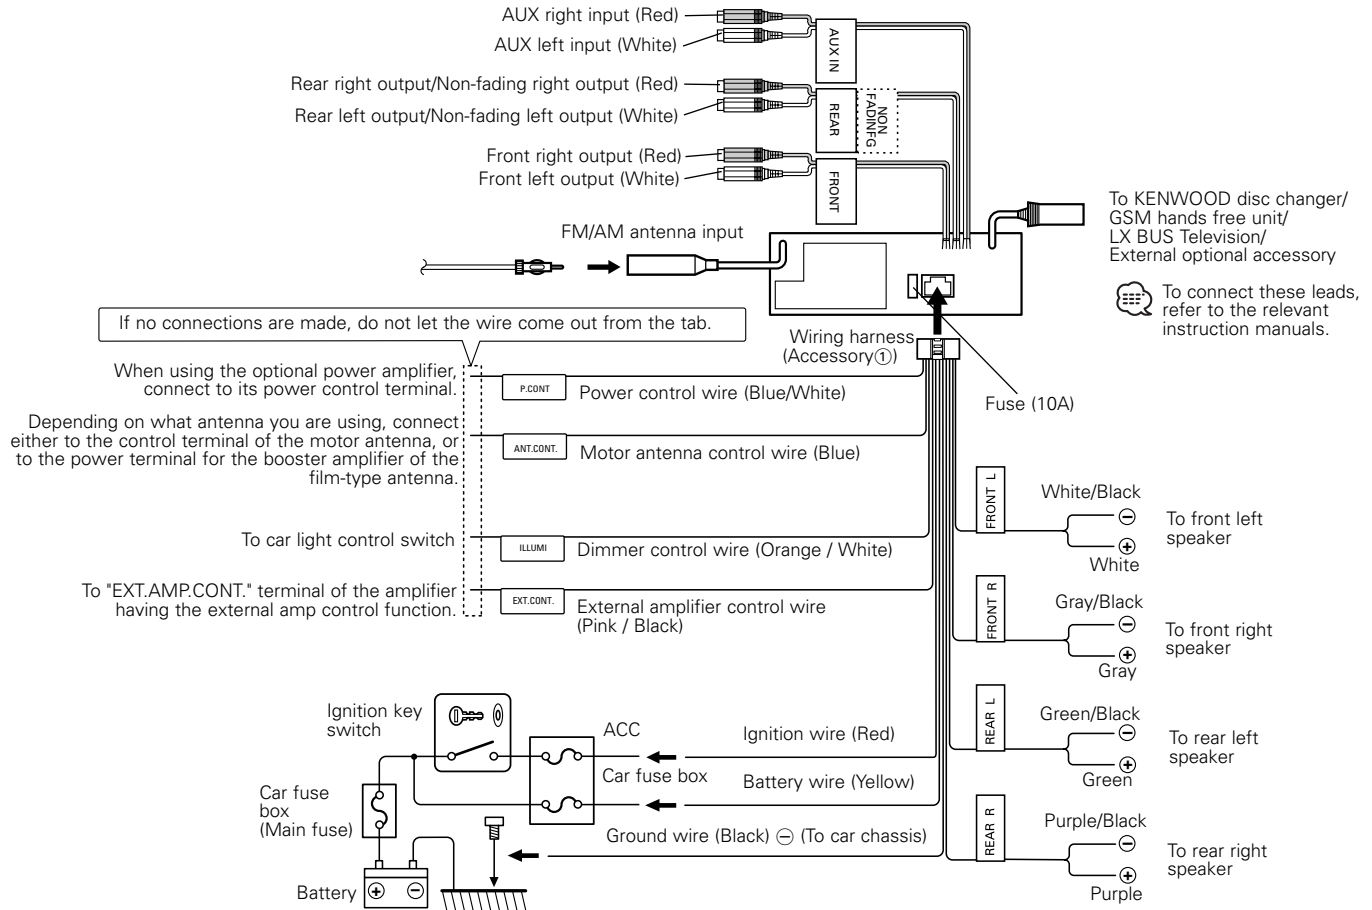 AUX right input (Red)
AUX left input (White)
AUX IN
Rear right output/Non-fading right output (Red)
Rear left output/Non-fading left output (White)
REAR
NON
FADINFG
Front right output (Red)
Front left output (White)
FRONT
To KENWOOD disc changer/
GSM hands free unit/
LX BUS Television/
External optional accessory
FM/AM antenna input
To connect these leads,
refer to the relevant
instruction manuals.
If no connections are made, do not let the wire come out from the tab.
Wiring harness
(Accessory①)
Fuse (10A)
When using the optional power amplifier,
connect to its power control terminal.
P.CONT
Power control wire (Blue/White)
Depending on what antenna you are using, connect
either to the control terminal of the motor antenna, or
to the power terminal for the booster amplifier of the
film-type antenna.
ANT.CONT.
Motor antenna control wire (Blue)
To car light control switch
ILLUMI
Dimmer control wire (Orange / White)
To "EXT.AMP.CONT." terminal of the amplifier
having the external amp control function.
EXT.CONT.
External amplifier control wire
(Pink / Black)
FRONT L
White/Black
⊖
⊕
White
To front left
speaker
FRONT R
Gray/Black
⊖
⊕
Gray
To front right
speaker
REAR L
Green/Black
⊖
⊕
Green
To rear left
speaker
REAR R
Purple/Black
⊖
⊕
Purple
To rear right
speaker
Ignition key
switch
ACC
Ignition wire (Red)
Car fuse box
Battery wire (Yellow)
Car fuse
box
(Main fuse)
Ground wire (Black) ⊖ (To car chassis)
Battery
⊕ ⊖